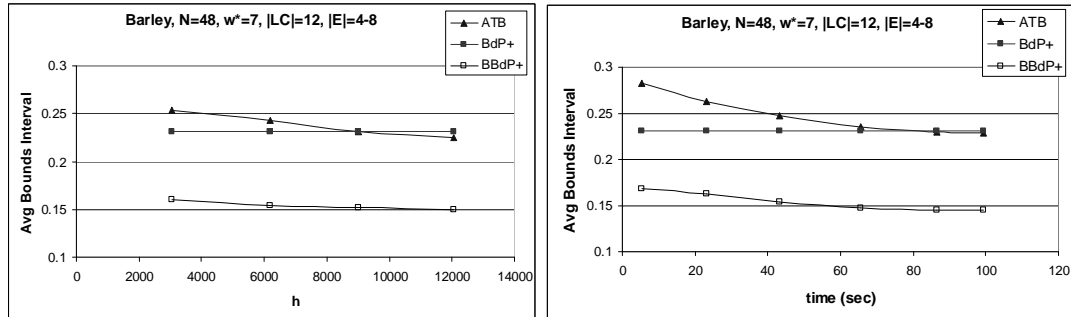 Barley, N=48, w*=7, |LC|=12, |E|=4-8
ATB
BdP+
BBdP+
Avg Bounds Interval
0.3
0.25
0.2
0.15
0.1
0 2000 4000 6000 8000 10000 12000 14000
h
Barley, N=48, w*=7, |LC|=12, |E|=4-8
ATB
BdP+
BBdP+
Avg Bounds Interval
0.3
0.25
0.2
0.15
0.1
0 20 40 60 80 100 120
time (sec)